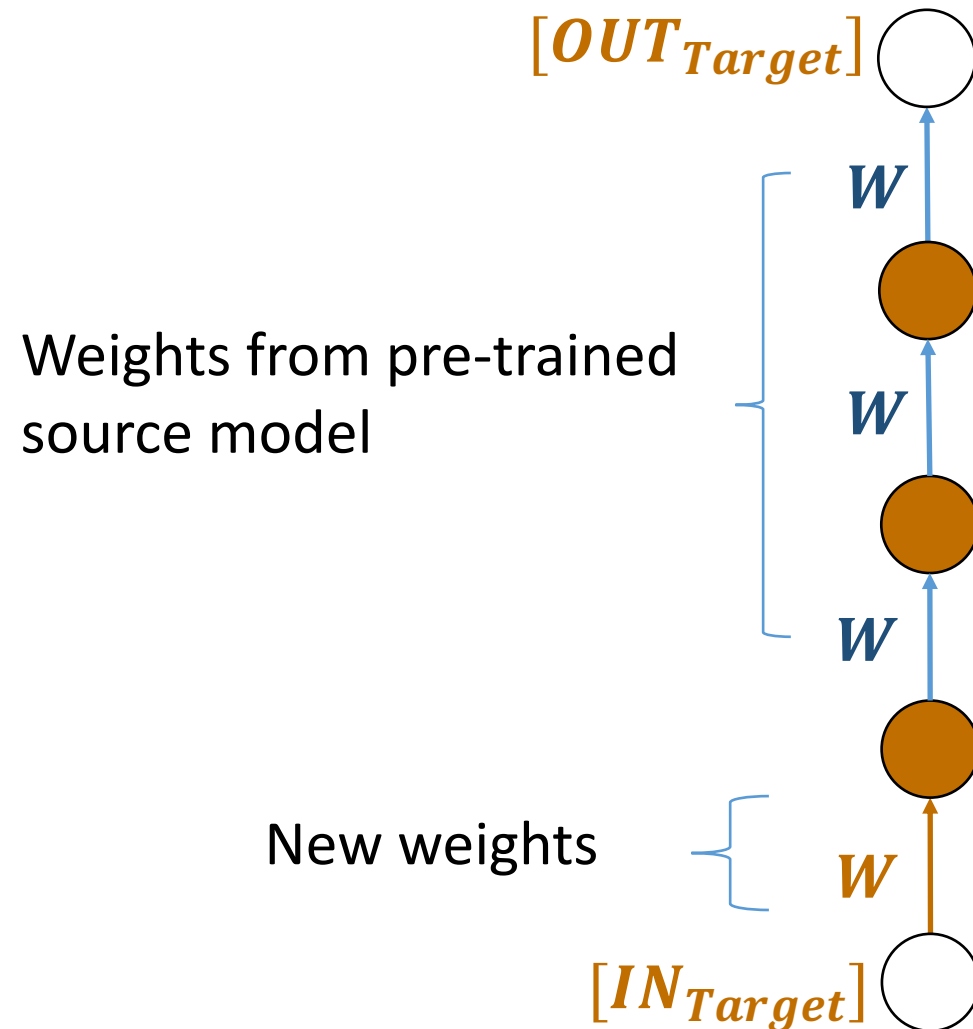 [OUT_Target]
W
Weights from pre-trained
source model
W
W
New weights
W
[IN_Target]